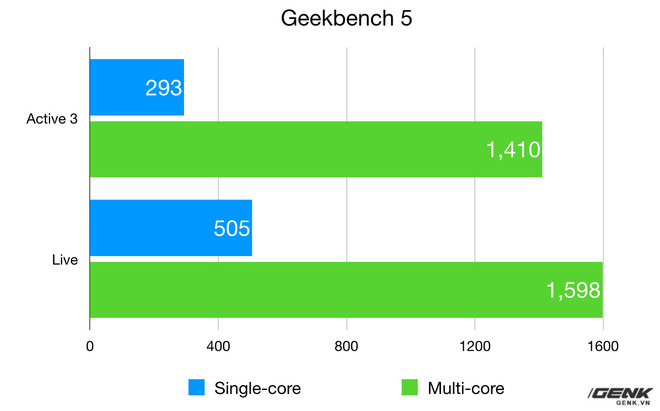 Geekbench 5
293
Active 3
1,410
505
Live
1,598
0 400 800 1200 1600
Single-core Multi-core
/GENK
GENK.VN